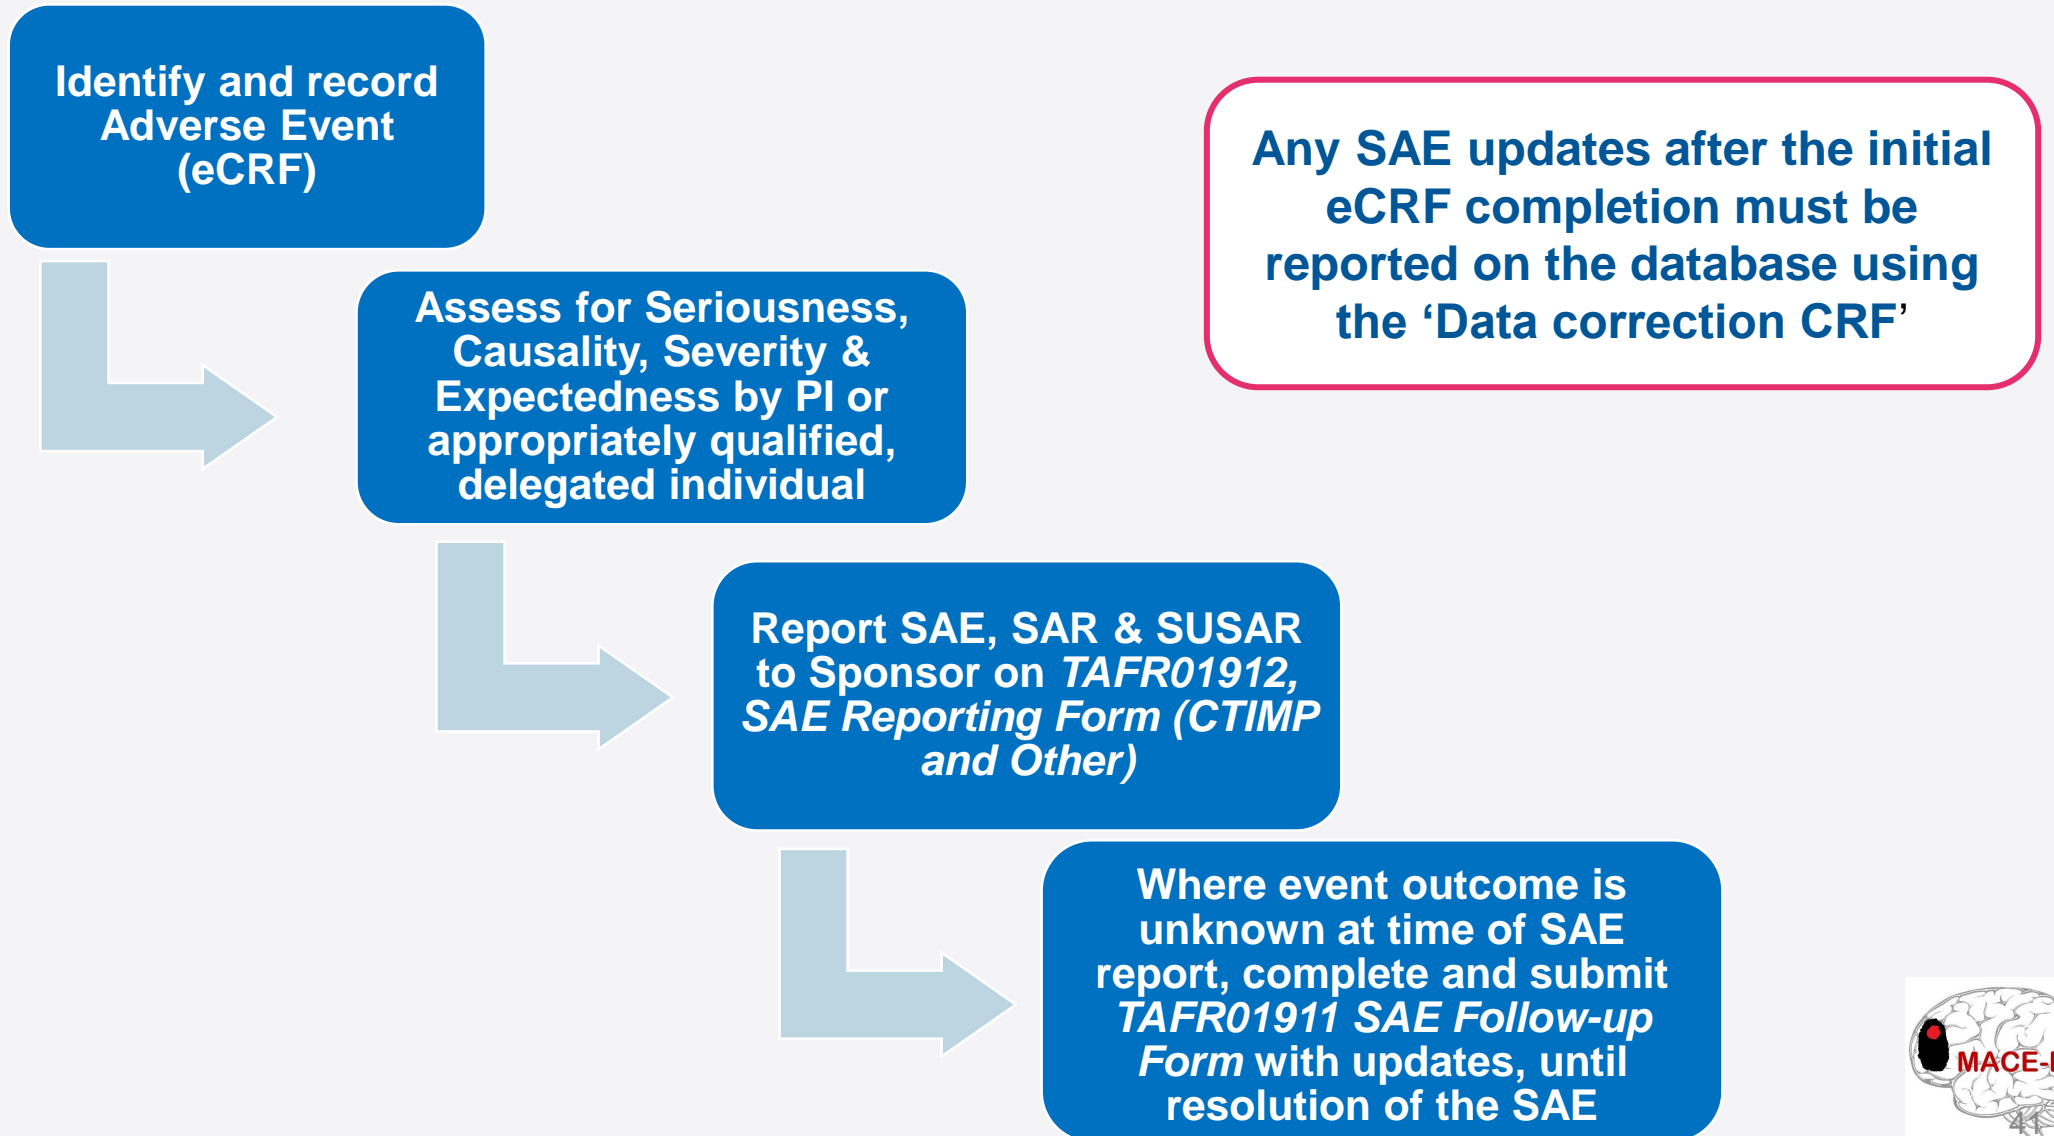 Identify and record
Adverse Event
(eCRF)
Any SAE updates after the initial
eCRF completion must be
reported on the database using
the ‘Data correction CRF’
Assess for Seriousness,
Causality, Severity &
Expectedness by PI or
appropriately qualified,
delegated individual
Report SAE, SAR & SUSAR
to Sponsor on TAFR01912,
SAE Reporting Form (CTIMP
and Other)
Where event outcome is
unknown at time of SAE
report, complete and submit
TAFR01911 SAE Follow-up
Form with updates, until
resolution of the SAE
41